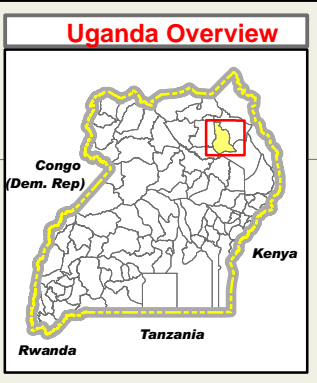 Uganda Overview
Congo
(Dem. Rep)
Kenya
Tanzania
Rwanda